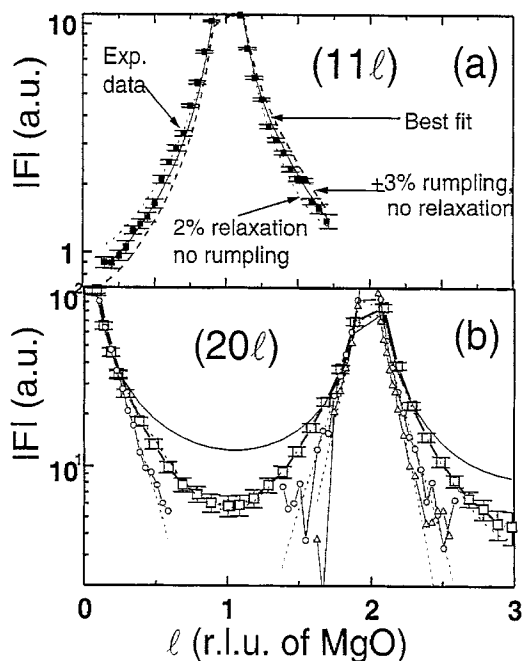 10
(11ℓ)
(a)
Exp.
data
Best fit
+3% rumpling,
no relaxation
2% relaxation
no rumpling
|F| (a.u.)
1
10²
(20ℓ)
(b)
|F| (a.u.)
10¹
0
1
2
3
ℓ (r.l.u. of MgO)